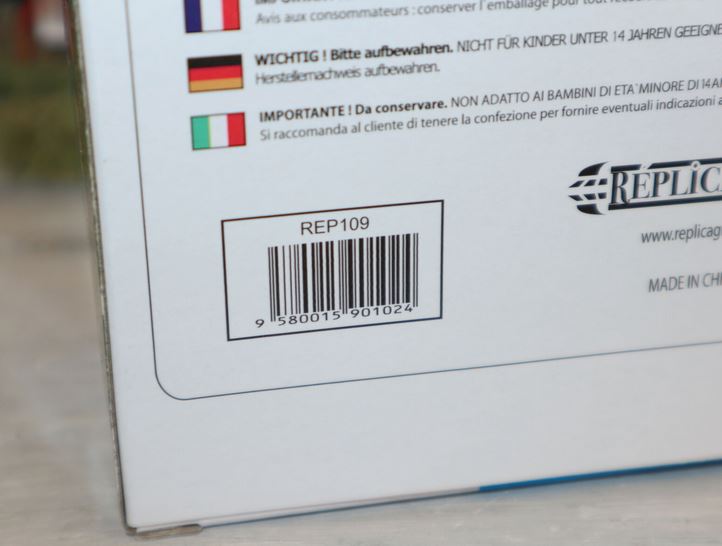 Avis aux consommateurs : conserver l'emballage pour tout
WICHTIG ! Bitte aufbewahren. NICHT FÜR KINDER UNTER 14 JAHREN
Herstellernachweis aufbewahren.
IMPORTANTE ! Da conservare. NON ADATTO AI BAMBINI DI ETA' MINORE DI 14
Si raccomanda al cliente di tenere la confezione per fornire eventuali indicazioni
REPLIC
www.replicag
MADE IN CHI
REP109
9 580015 901024